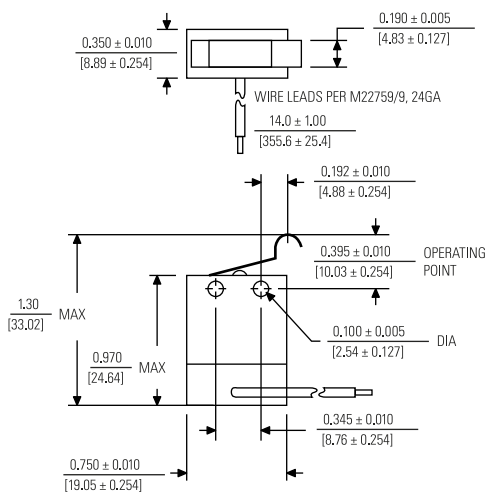 0.190 ± 0.005
[4.83 ± 0.127]
0.350 ± 0.010
[8.89 ± 0.254]
WIRE LEADS PER M22759/9, 24GA
14.0 ± 1.00
[355.6 ± 25.4]
0.192 ± 0.010
[4.88 ± 0.254]
0.395 ± 0.010
[10.03 ± 0.254]
OPERATING
POINT
1.30
[33.02]
MAX
0.100 ± 0.005
[2.54 ± 0.127]
DIA
0.970
[24.64]
MAX
0.345 ± 0.010
[8.76 ± 0.254]
0.750 ± 0.010
[19.05 ± 0.254]